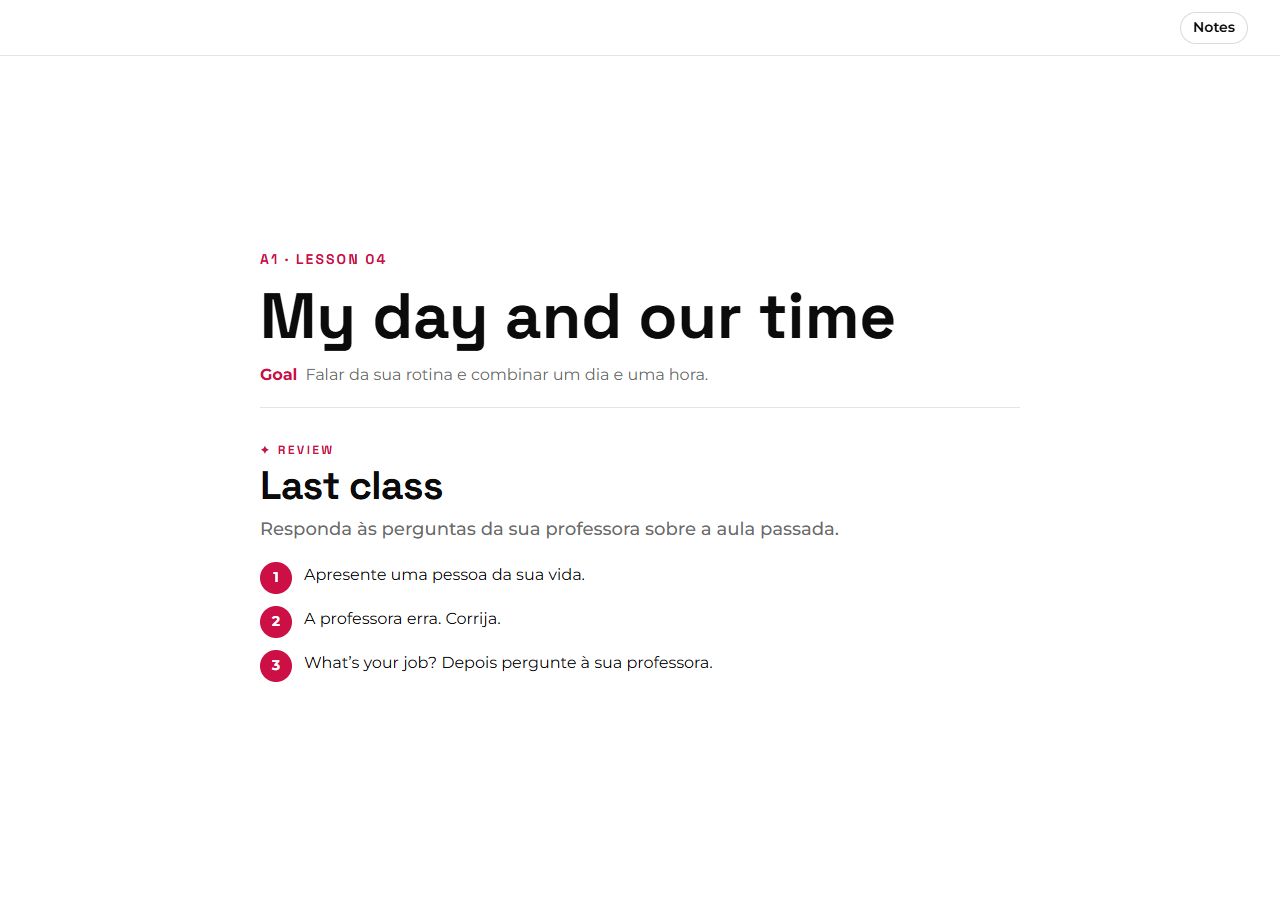 Notes
A1 · LESSON 04
My day and our time
Goal Falar da sua rotina e combinar um dia e uma hora.
✦ REVIEW
Last class
Responda às perguntas da sua professora sobre a aula passada.
1 Apresente uma pessoa da sua vida.
2 A professora erra. Corrija.
3 What’s your job? Depois pergunte à sua professora.